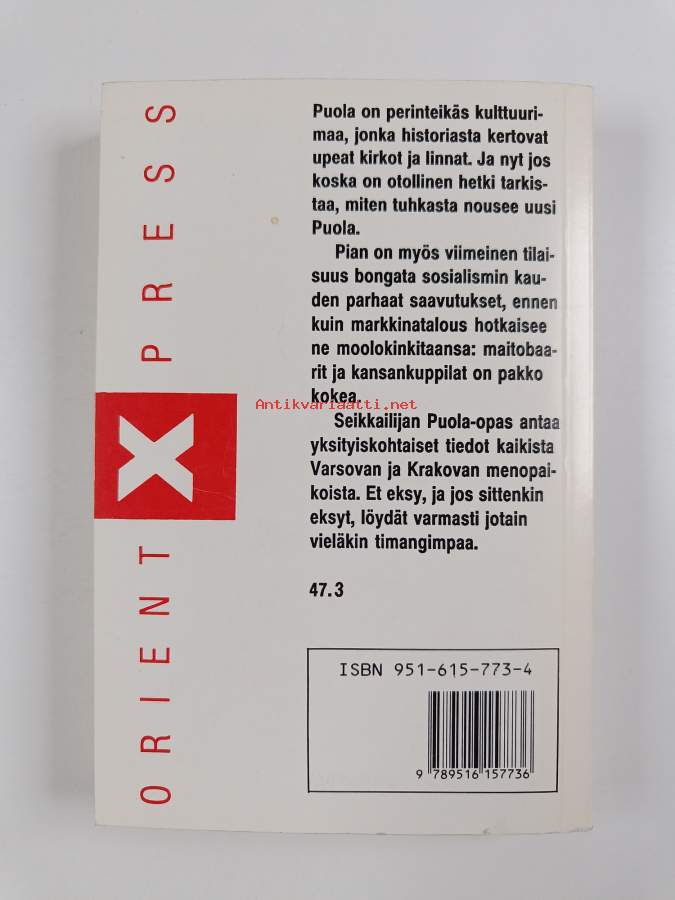 ORIENT X PRESS
Puola on perinteikäs kulttuuri-
maa, jonka historiasta kertovat
upeat kirkot ja linnat. Ja nyt jos
koska on otollinen hetki tarkis-
taa, miten tuhkasta nousee uusi
Puola.
Pian on myös viimeinen tilai-
suus bongata sosialismin kau-
den parhaat saavutukset, ennen
kuin markkinatalous hotkaisee
ne moolokinkitaansa: maitobaa-
rit ja kansankuppilat on pakko
kokea.
Antikvariaatti.net
Seikkailijan Puola-opas antaa
yksityiskohtaiset tiedot kaikista
Varsovan ja Krakovan menopai-
koista. Et eksy, ja jos sittenkin
eksyt, löydät varmasti jotain
vieläkin timangimpaa.
47.3
ISBN 951-615-773-4
9 789516 157736